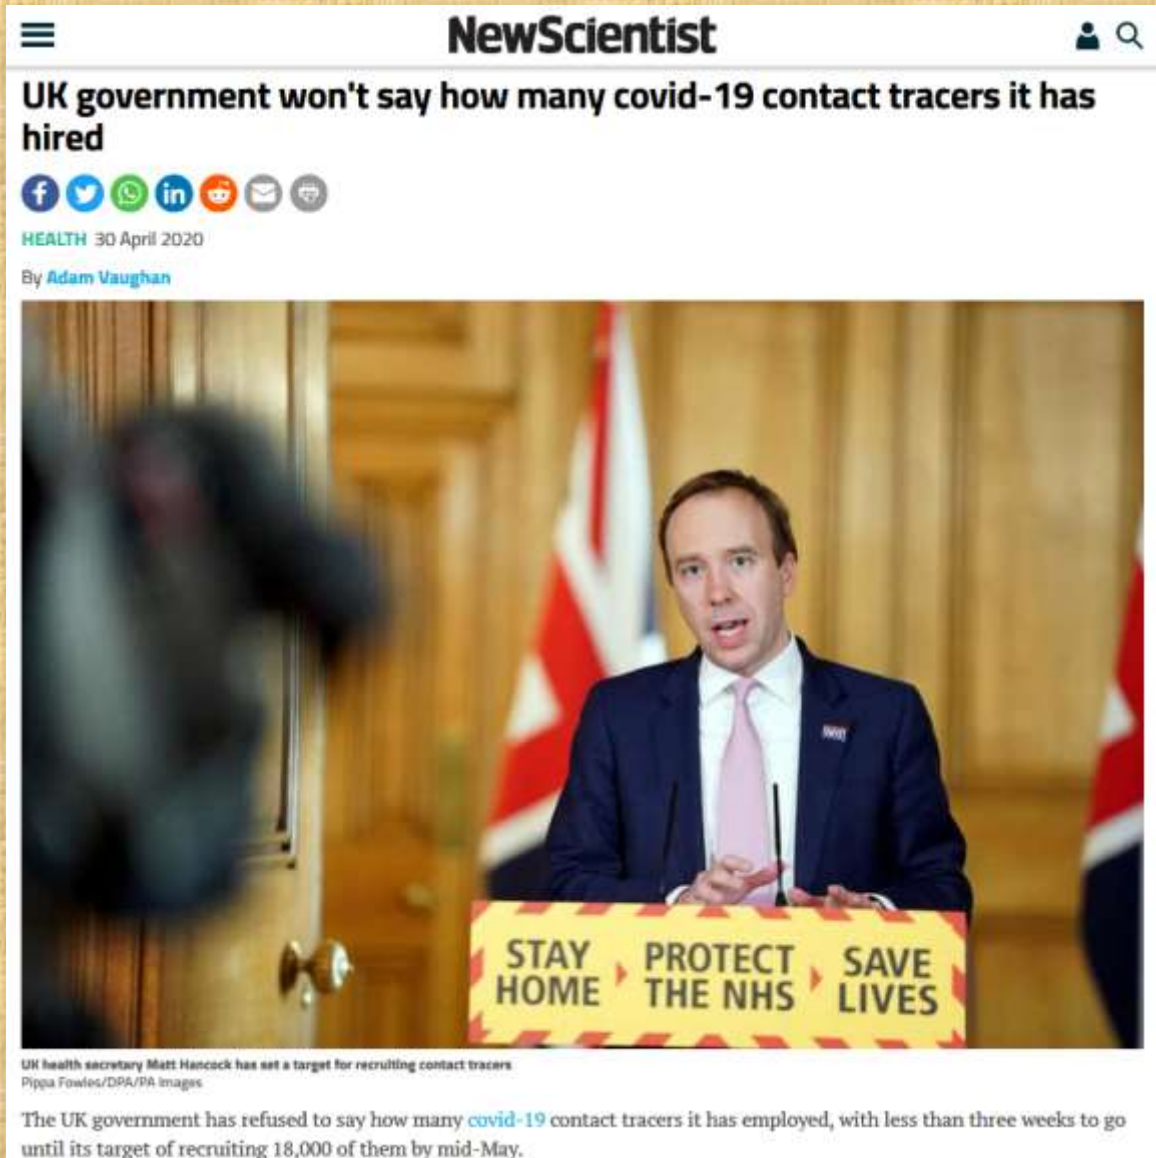 NewScientist
UK government won't say how many covid-19 contact tracers it has
hired
HEALTH 30 April 2020
By Adam Vaughan
STAY HOME PROTECT THE NHS SAVE LIVES
UK health secretary Matt Hancock has set a target for recruiting contact tracers
Pippa Fowles/DPA/PA Images
The UK government has refused to say how many covid-19 contact tracers it has employed, with less than three weeks to go
until its target of recruiting 18,000 of them by mid-May.